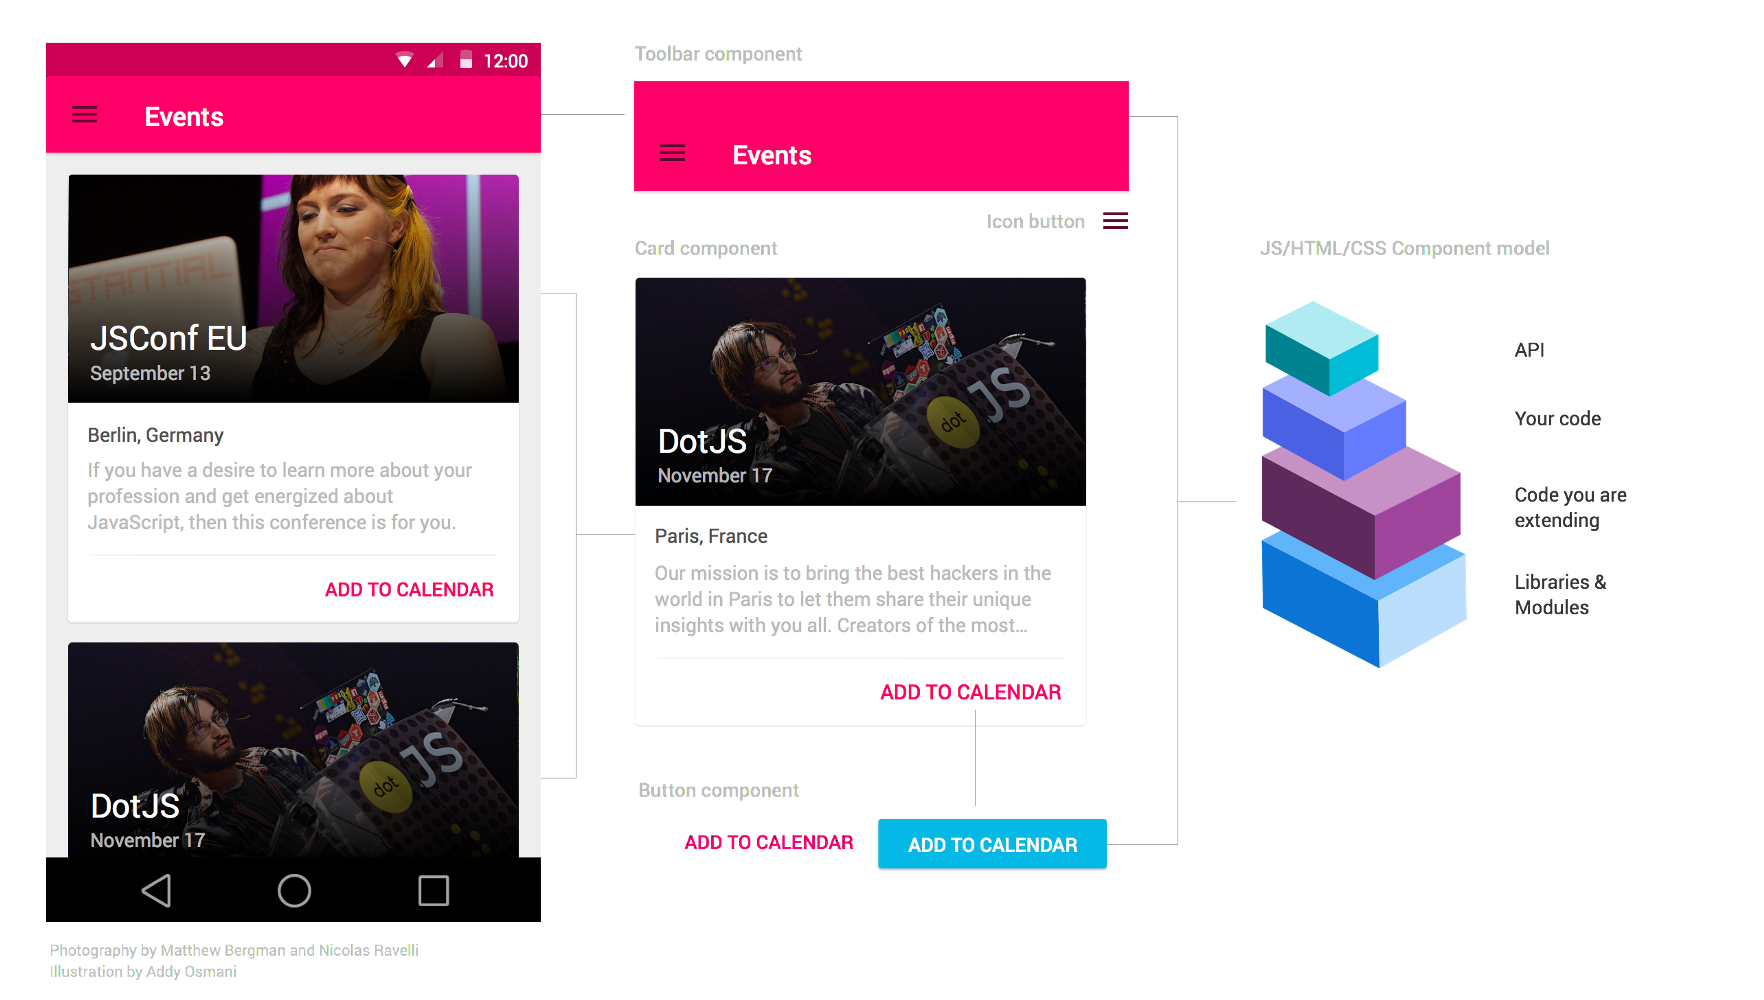 12:00
Events
STANTIAL
JSConf EU
September 13
Berlin, Germany
If you have a desire to learn more about your
profession and get energized about
JavaScript, then this conference is for you.
ADD TO CALENDAR
dot
JS
DotJS
November 17
Photography by Matthew Bergman and Nicolas Ravelli
Illustration by Addy Osmani
Toolbar component
Events
Icon button
Card component
dot
JS
DotJS
November 17
Paris, France
Our mission is to bring the best hackers in the
world in Paris to let them share their unique
insights with you all. Creators of the most...
ADD TO CALENDAR
Button component
ADD TO CALENDAR
ADD TO CALENDAR
JS/HTML/CSS Component model
API
Your code
Code you are
extending
Libraries &
Modules